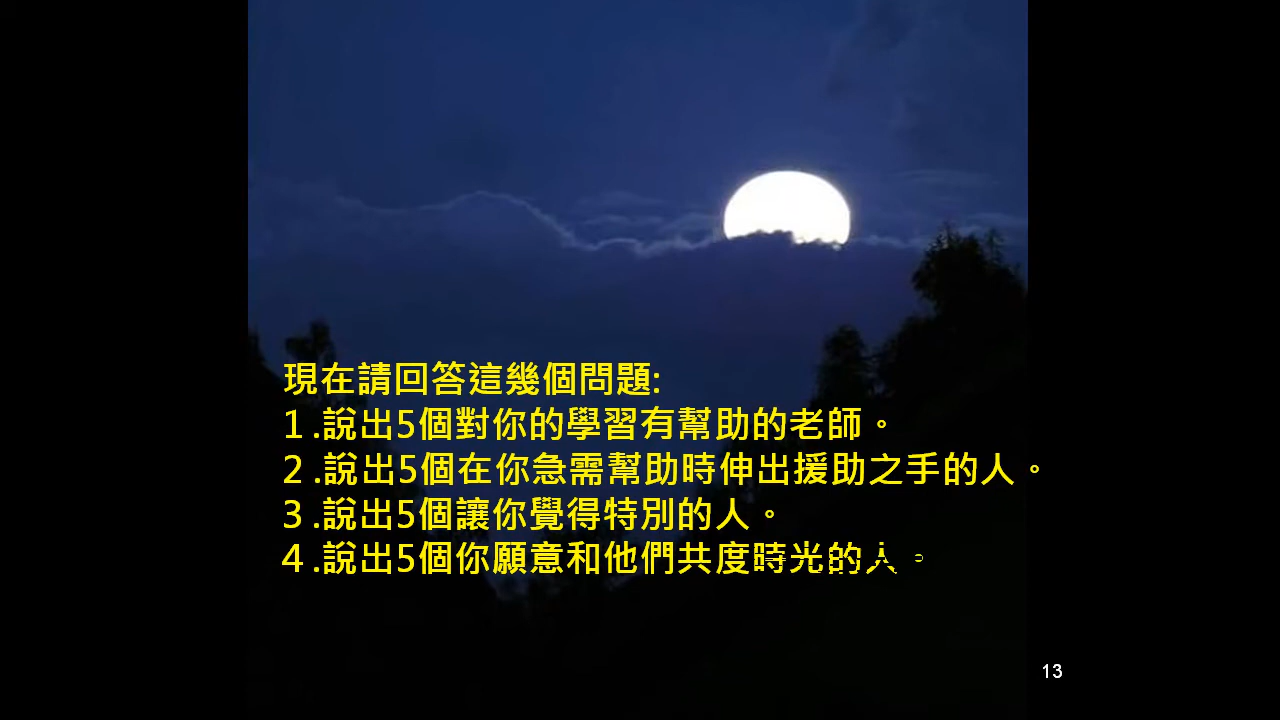 現在請回答這幾個問題:
１.說出5個對你的學習有幫助的老師。
２.說出5個在你急需幫助時伸出援助之手的人。
３.說出5個讓你覺得特別的人。
４.說出5個你願意和他們共度時光的人。
13